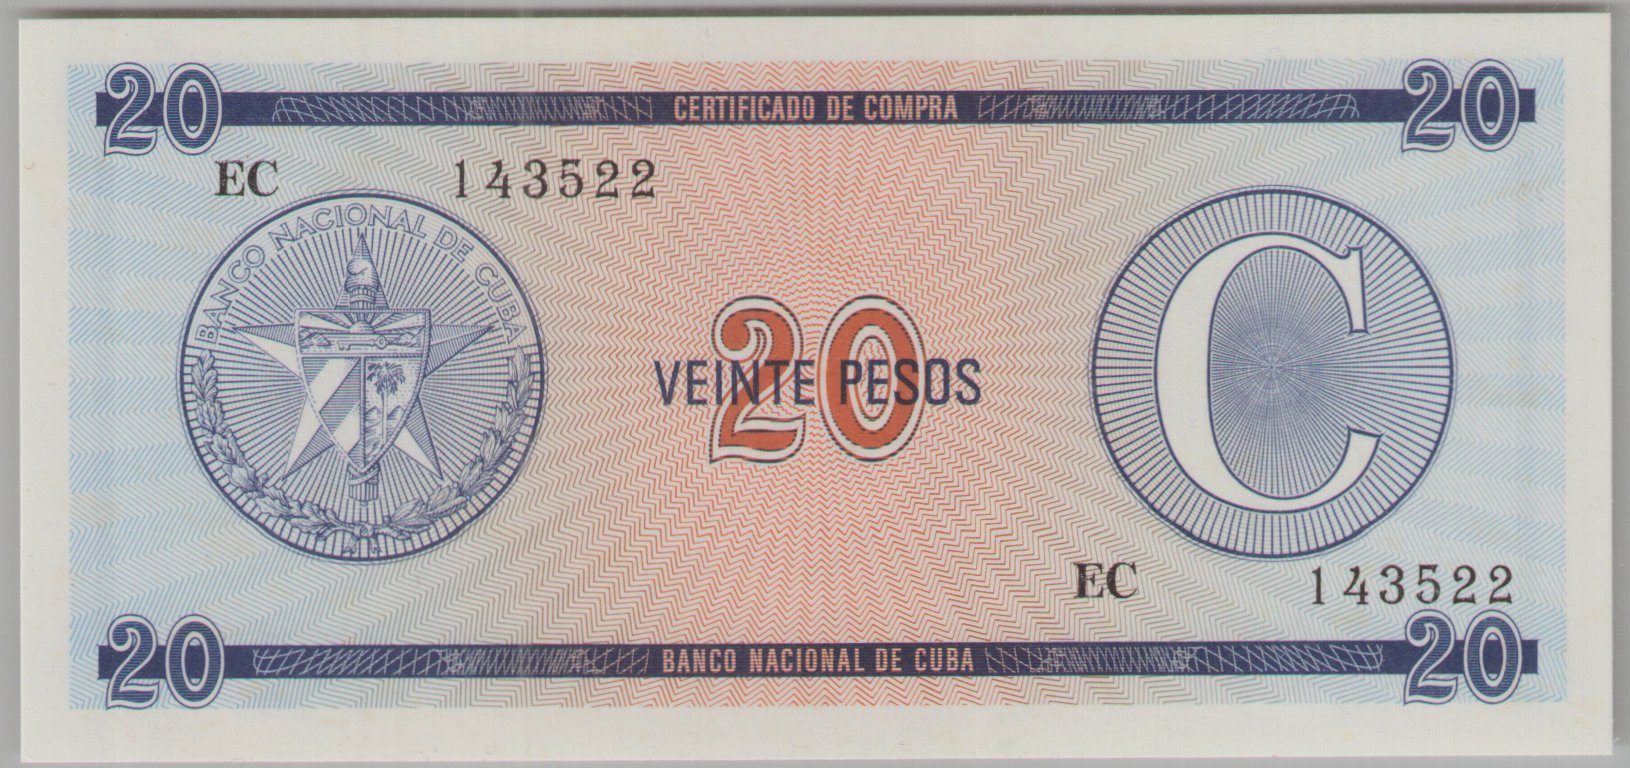 20 CERTIFICADO DE COMPRA 20
EC 143522
BANCO NACIONAL DE CUBA
20
VEINTE PESOS
C
EC 143522
20 BANCO NACIONAL DE CUBA 20